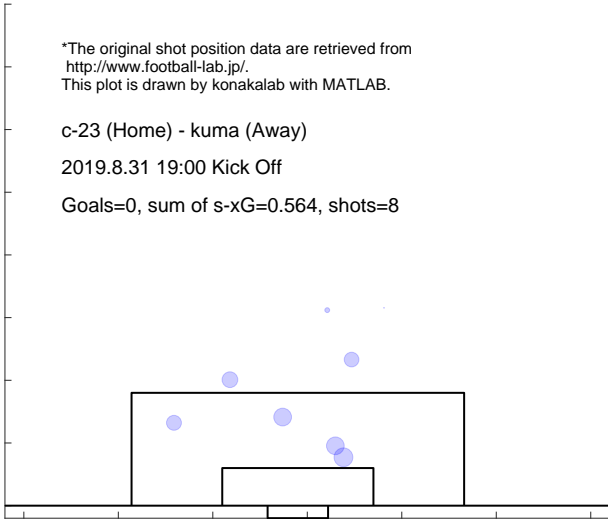 *The original shot position data are retrieved from
http://www.football-lab.jp/.
This plot is drawn by konakalab with MATLAB.
c-23 (Home) - kuma (Away)
2019.8.31 19:00 Kick Off
Goals=0, sum of s-xG=0.564, shots=8